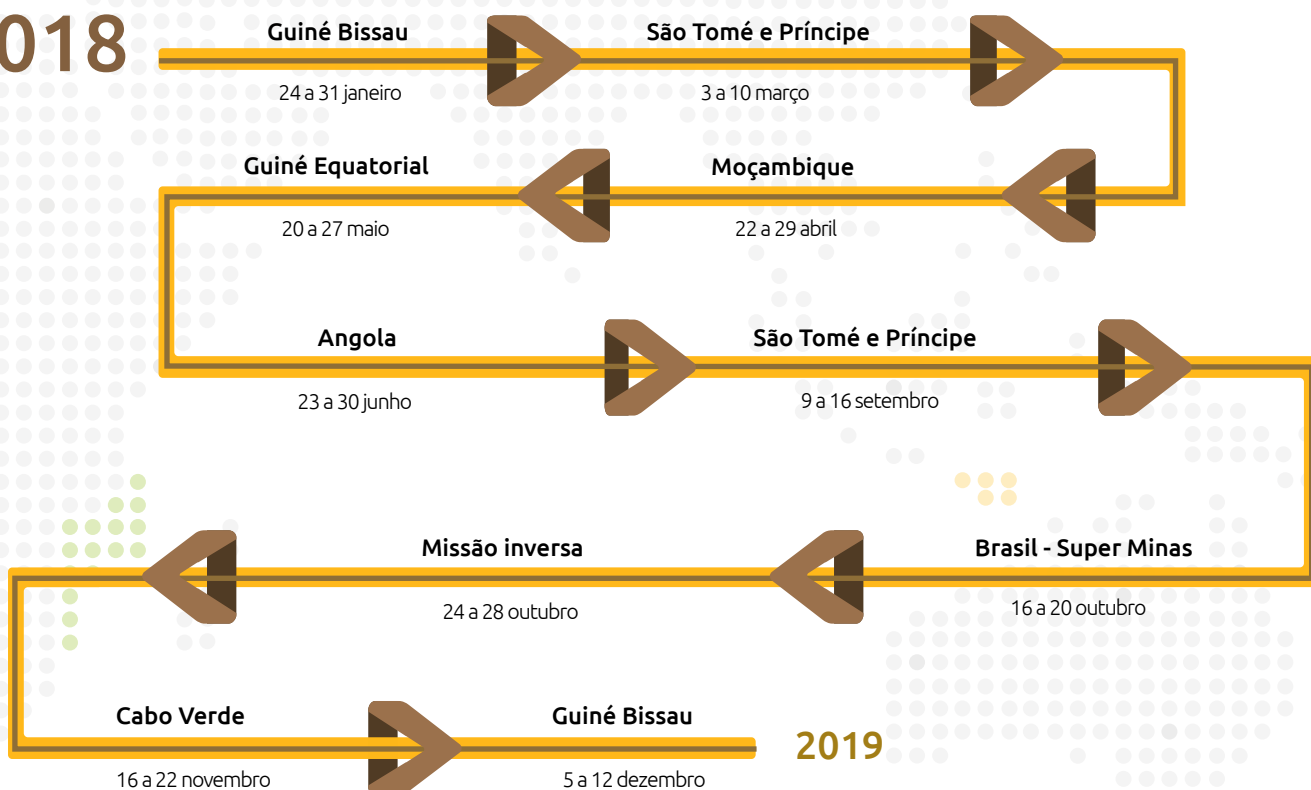 018
Guiné Bissau
24 a 31 janeiro
São Tomé e Príncipe
3 a 10 março
Moçambique
22 a 29 abril
Guiné Equatorial
20 a 27 maio
Angola
23 a 30 junho
São Tomé e Príncipe
9 a 16 setembro
Brasil - Super Minas
16 a 20 outubro
Missão inversa
24 a 28 outubro
Cabo Verde
16 a 22 novembro
Guiné Bissau
5 a 12 dezembro
2019